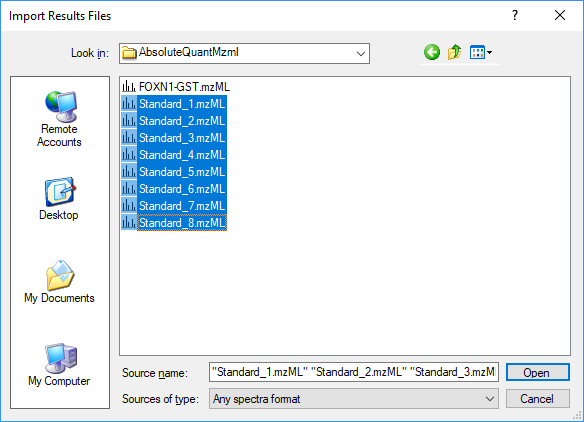 Import Results Files
Look in: AbsoluteQuantMzml
Remote Accounts
Desktop
My Documents
My Computer
FOXN1-GST.mzML
Standard_1.mzML
Standard_2.mzML
Standard_3.mzML
Standard_4.mzML
Standard_5.mzML
Standard_6.mzML
Standard_7.mzML
Standard_8.mzML
Source name: "Standard_1.mzML" "Standard_2.mzML" "Standard_3.mzM Open
Sources of type: Any spectra format Cancel